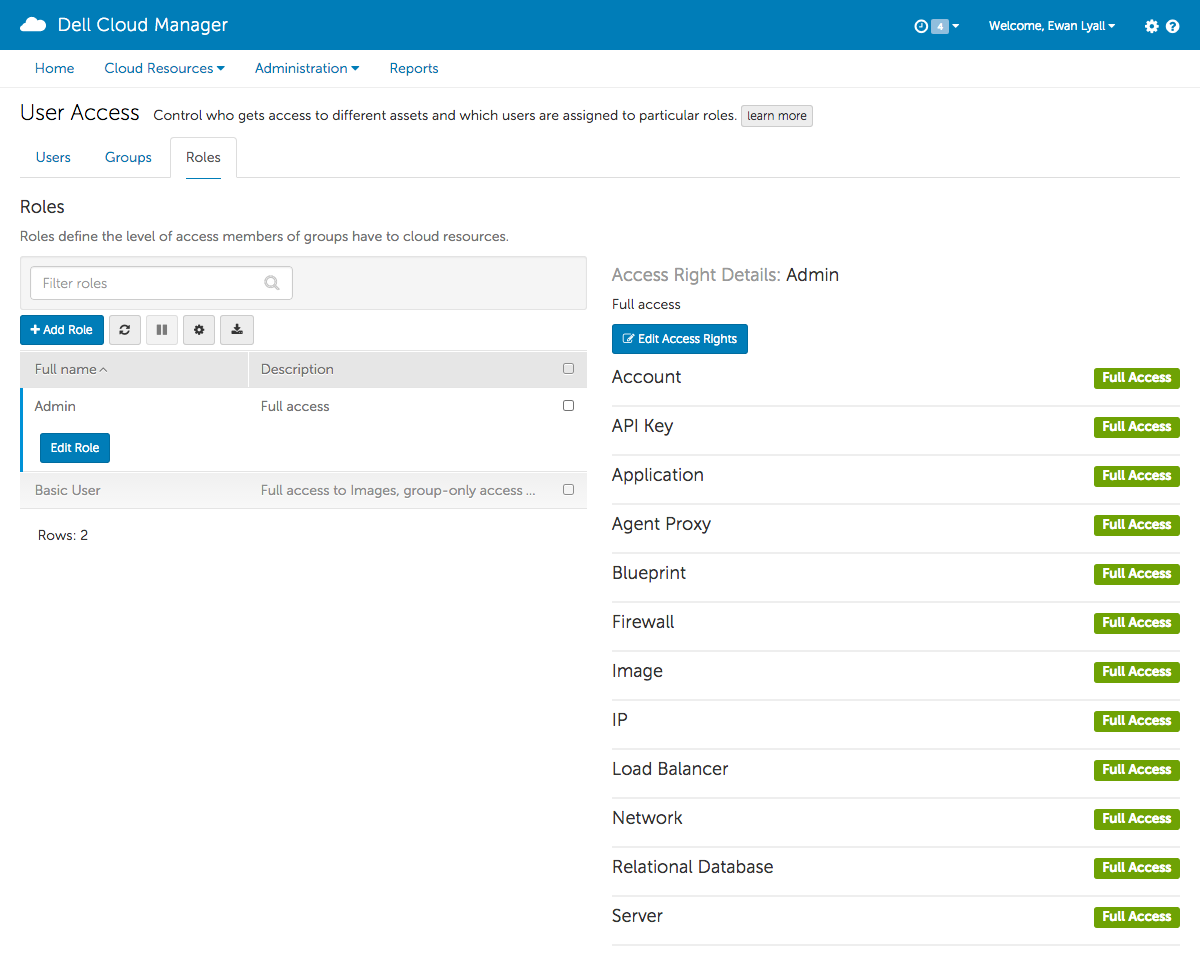 Dell Cloud Manager
4
Welcome, Ewan Lyall
Home
Cloud Resources
Administration
Reports
User Access
Control who gets access to different assets and which users are assigned to particular roles.
learn more
Users
Groups
Roles
Roles
Roles define the level of access members of groups have to cloud resources.
Filter roles
Add Role
Full name
Description
Admin
Full access
Edit Role
Basic User
Full access to Images, group-only access ...
Rows: 2
Access Right Details: Admin
Full access
Edit Access Rights
Account
Full Access
API Key
Full Access
Application
Full Access
Agent Proxy
Full Access
Blueprint
Full Access
Firewall
Full Access
Image
Full Access
IP
Full Access
Load Balancer
Full Access
Network
Full Access
Relational Database
Full Access
Server
Full Access